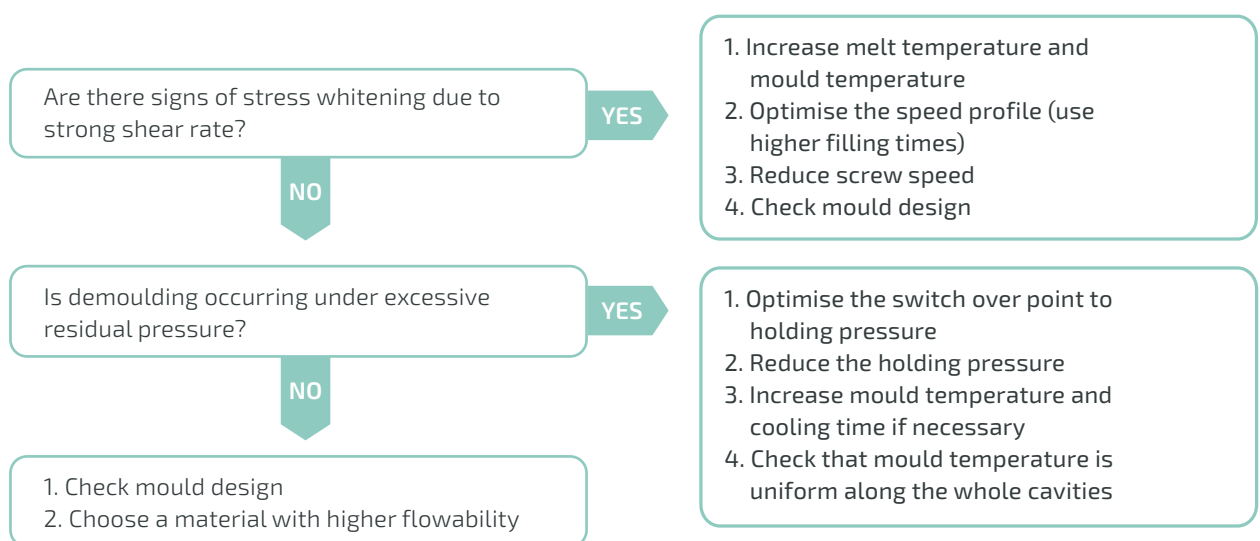 Are there signs of stress whitening due to
strong shear rate?
YES
1. Increase melt temperature and
mould temperature
2. Optimise the speed profile (use
higher filling times)
3. Reduce screw speed
4. Check mould design
NO
Is demoulding occurring under excessive
residual pressure?
YES
1. Optimise the switch over point to
holding pressure
2. Reduce the holding pressure
3. Increase mould temperature and
cooling time if necessary
4. Check that mould temperature is
uniform along the whole cavities
NO
1. Check mould design
2. Choose a material with higher flowability